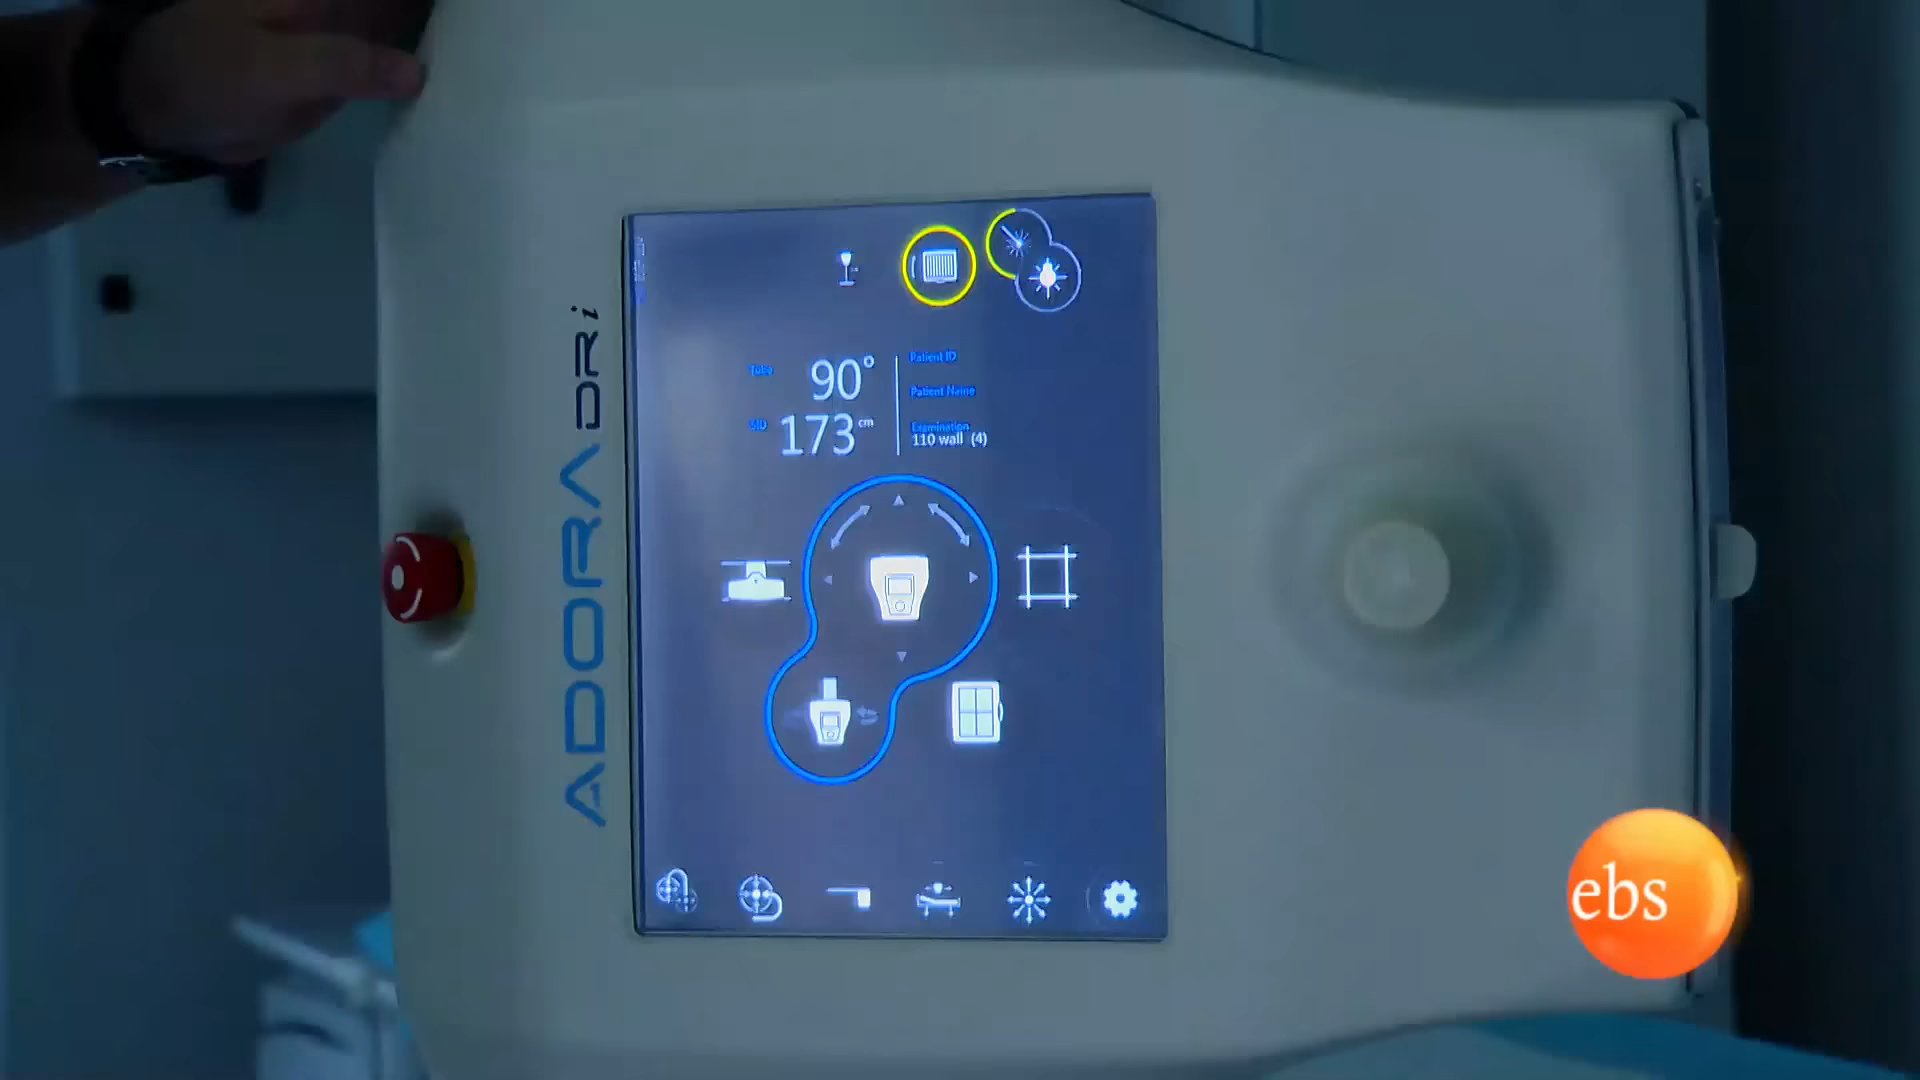 ADORA DRi
Tube
90°
SID
173 cm
Patient ID
Patient Name
Examination
110 wall (4)
ebs